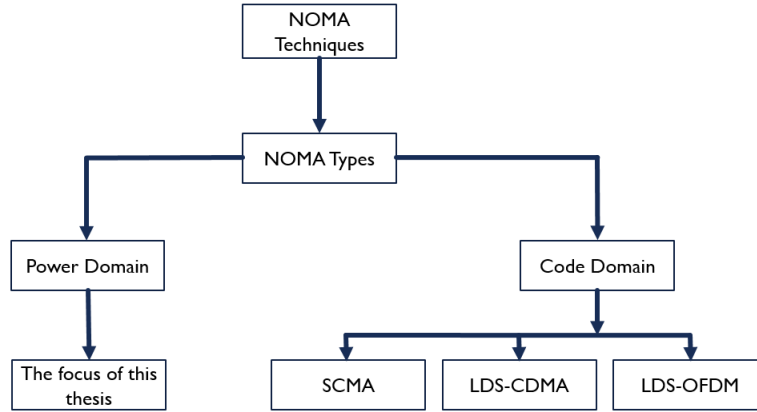 NOMA
Techniques
NOMA Types
Power Domain
Code Domain
The focus of this
thesis
SCMA
LDS-CDMA
LDS-OFDM